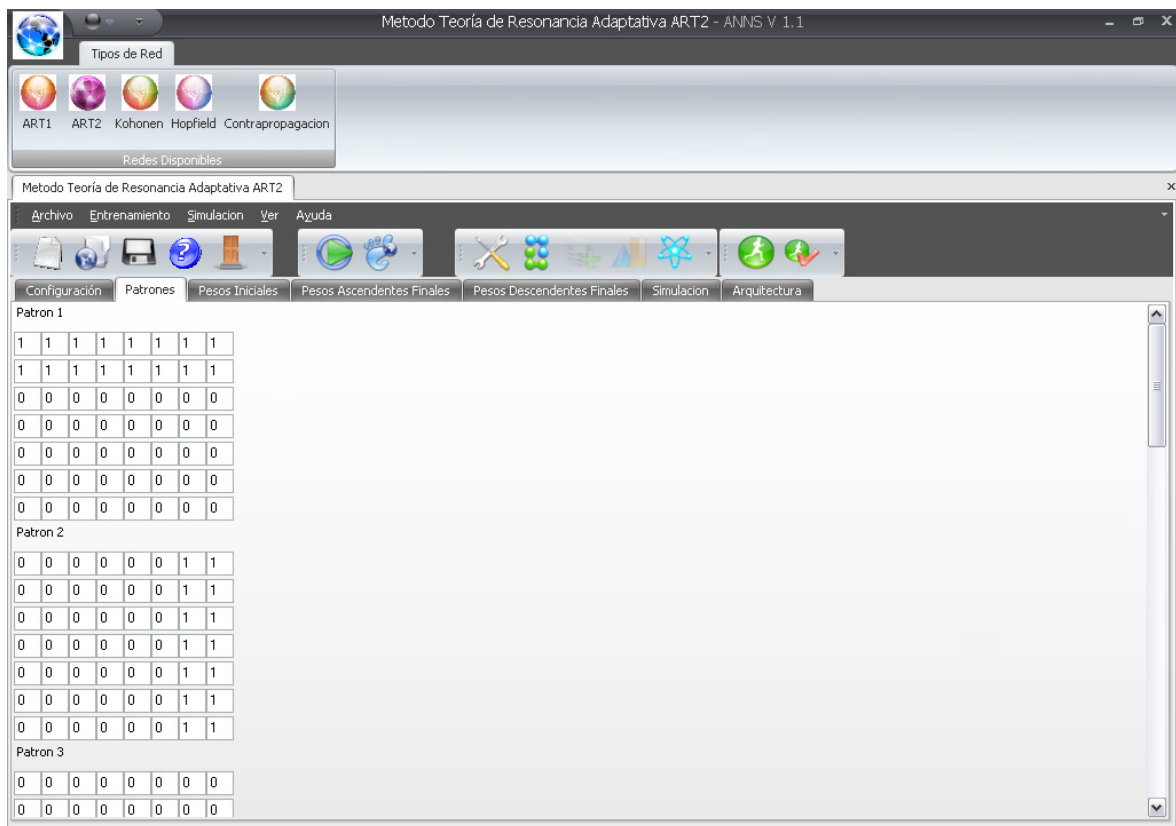 Metodo Teoría de Resonancia Adaptativa ART2 - ANNS V 1.1
Tipos de Red
ART1 ART2 Kohonen Hopfield Contrapropagacion
Redes Disponibles
Metodo Teoría de Resonancia Adaptativa ART2
Archivo Entrenamiento Simulacion Ver Ayuda
Configuración Patrones Pesos Iniciales Pesos Ascendentes Finales Pesos Descendentes Finales Simulacion Arquitectura
Patron 1
1 1 1 1 1 1 1 1
1 1 1 1 1 1 1 1
0 0 0 0 0 0 0 0
0 0 0 0 0 0 0 0
0 0 0 0 0 0 0 0
0 0 0 0 0 0 0 0
0 0 0 0 0 0 0 0
Patron 2
0 0 0 0 0 0 1 1
0 0 0 0 0 0 1 1
0 0 0 0 0 0 1 1
0 0 0 0 0 0 1 1
0 0 0 0 0 0 1 1
0 0 0 0 0 0 1 1
0 0 0 0 0 0 1 1
Patron 3
0 0 0 0 0 0 0 0
0 0 0 0 0 0 0 0